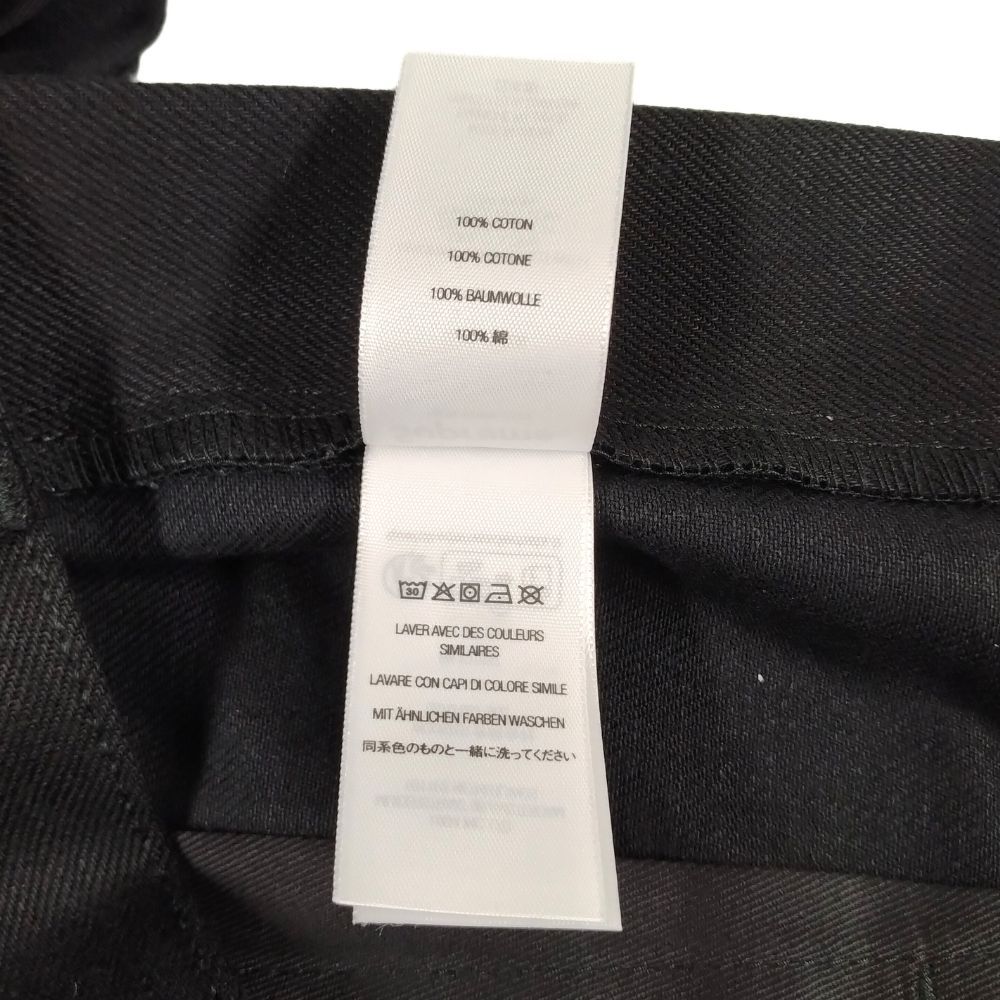 100% COTON
100% COTONE
100% BAUMWOLLE
100% 綿
30
LAVER AVEC DES COULEURS
SIMILAIRES
LAVARE CON CAPI DI COLORE SIMILE
MIT ÄHNLICHEN FARBEN WASCHEN
同系色のものと一緒に洗ってください